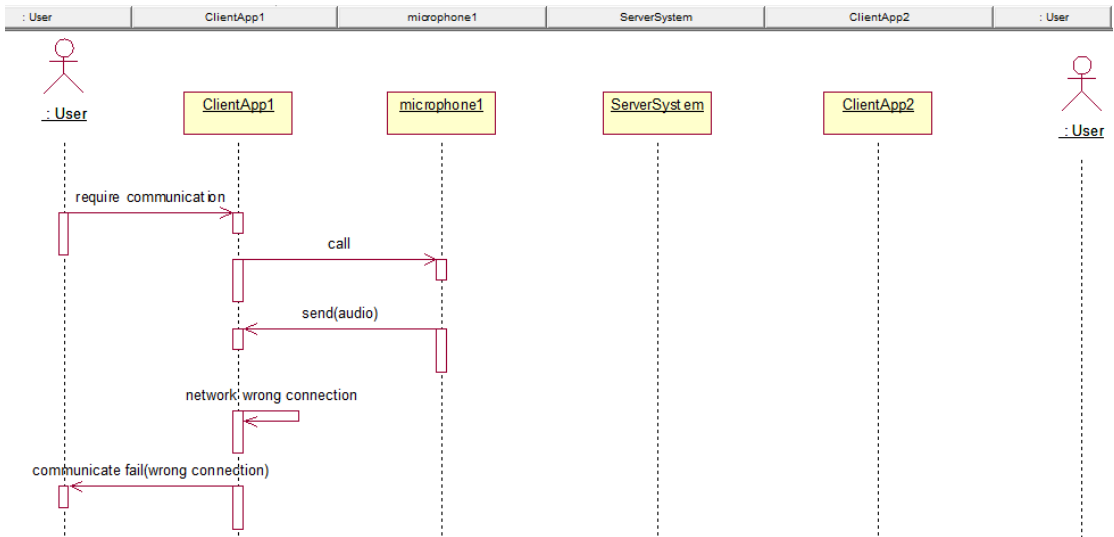 : User
ClientApp1
microphone1
ServerSystem
ClientApp2
: User
: User
ClientApp1
microphone1
ServerSystem
ClientApp2
: User
require communication
call
send(audio)
network wrong connection
communicate fail(wrong connection)